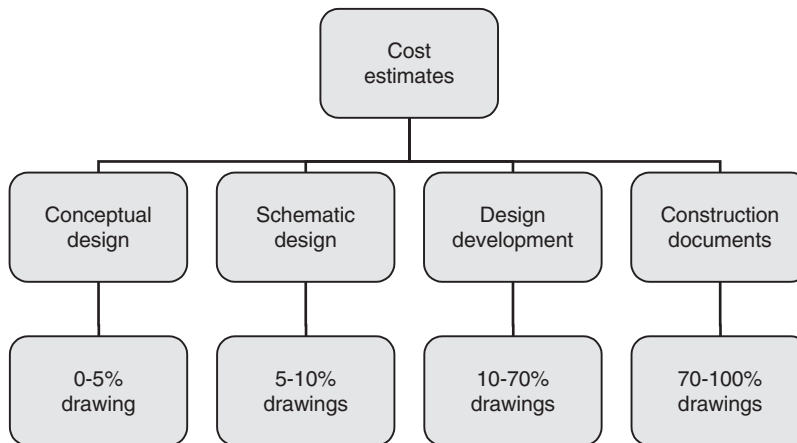 Cost
estimates
Conceptual
design
Schematic
design
Design
development
Construction
documents
0-5%
drawing
5-10%
drawings
10-70%
drawings
70-100%
drawings